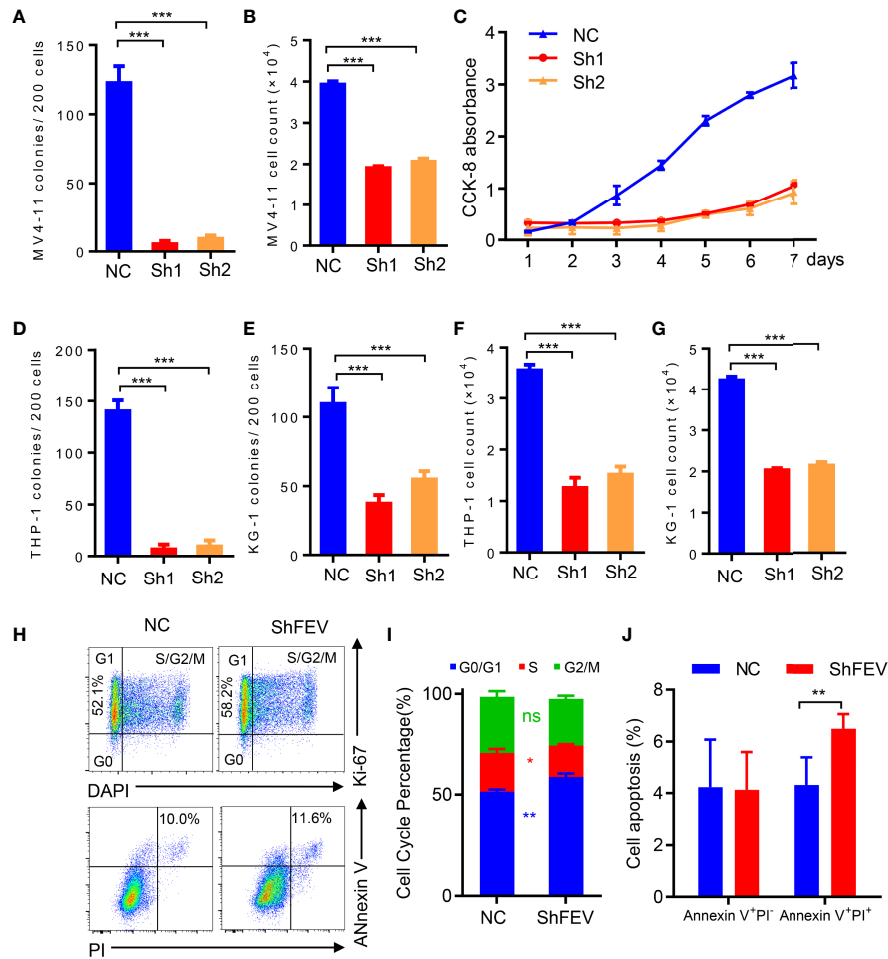 A
MV4-11 colonies/ 200 cells
150
100
50
0
***
***
NC Sh1 Sh2
B
MV4-11 cell count (×10⁴)
5
4
2
1
0
***
***
NC Sh1 Sh2
C
NC
Sh1
Sh2
CCK-8 absorbance
4
3
2
1
0
1 2 3 4 5 6 7 days
D
THP-1 colonies/ 200 cells
200
150
100
50
0
***
***
NC Sh1 Sh2
E
KG-1 colonies/ 200 cells
150
100
50
0
***
***
NC Sh1 Sh2
F
THP-1 cell count (×10⁴)
4
3
1
0
***
***
NC Sh1 Sh2
G
KG-1 cell count (×10⁴)
5
4
2
1
0
***
***
NC Sh1 Sh2
H
NC ShFEV
G1 S/G2/M
52.1%
G0
G1 S/G2/M
58.2%
G0
DAPI
Ki-67
10.0%
11.6%
PI
ANnexin V
I
G0/G1 S G2/M
Cell Cycle Percentage(%)
100
50
0
ns
*
**
NC ShFEV
J
NC ShFEV
Cell apoptosis (%)
8
6
4
2
0
**
Annexin V⁺PI⁻ Annexin V⁺PI⁺